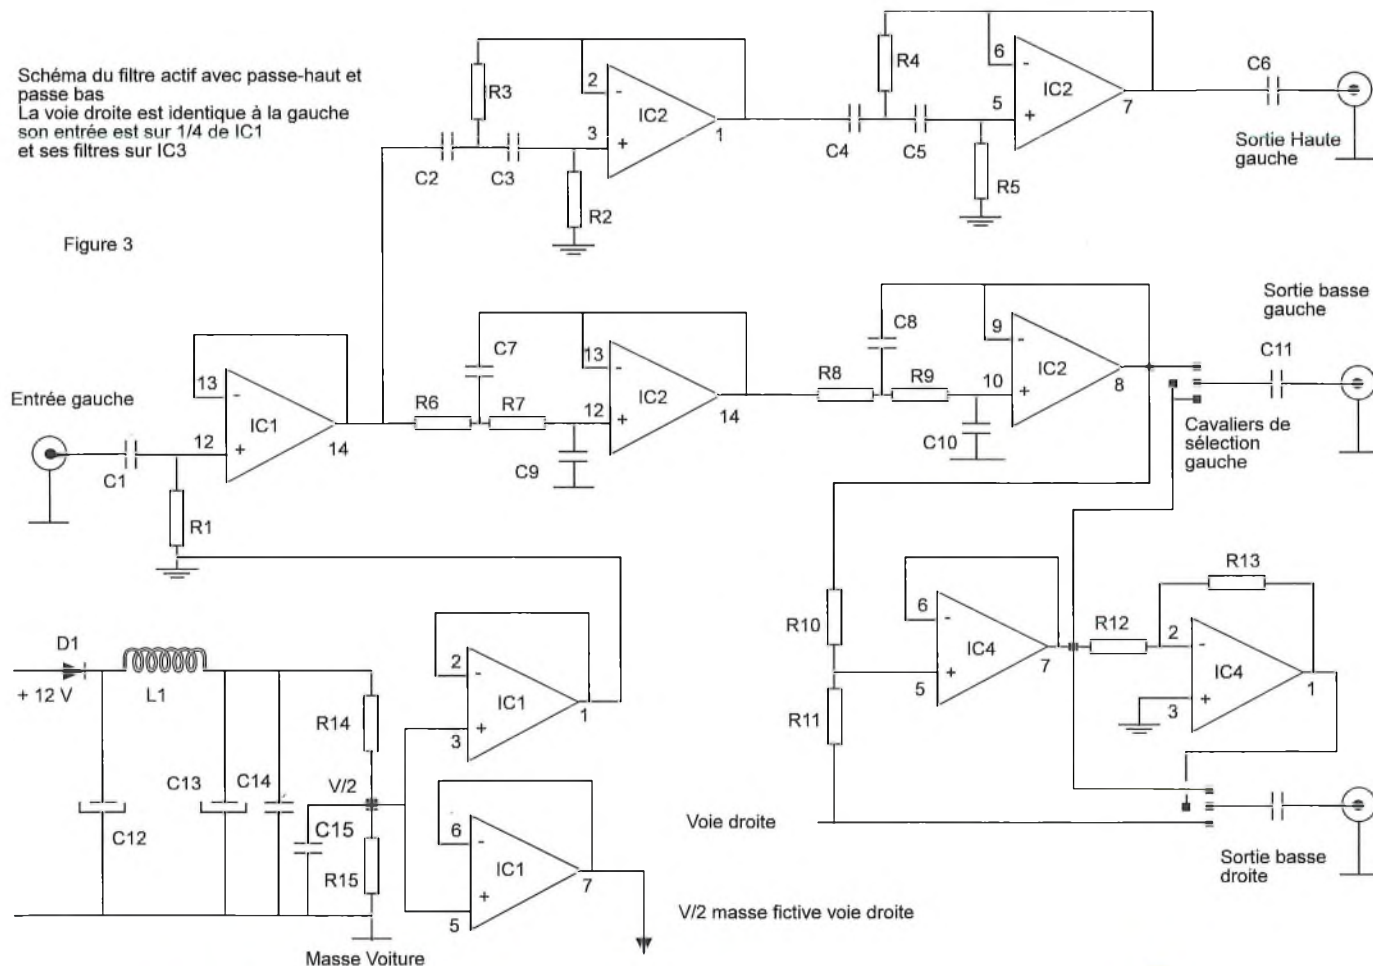 Schéma du filtre actif avec passe-haut et
passe bas
La voie droite est identique à la gauche
son entrée est sur 1/4 de IC1
et ses filtres sur IC3
Figure 3
R3
2
-
3
+
IC2
1
C2
C3
R2
R4
6
-
5
+
IC2
7
C4
C5
R5
C6
Sortie Haute
gauche
Entrée gauche
C1
R1
13
-
12
+
IC1
14
R6
C7
R7
C9
13
-
12
+
IC2
14
R8
C8
R9
C10
9
-
10
+
IC2
8
Sortie basse
gauche
C11
Cavaliers de
sélection
gauche
D1
+ 12 V
L1
C12
C13
C14
R14
V/2
C15
R15
Masse Voiture
2
-
3
+
IC1
1
6
-
5
+
IC1
7
V/2 masse fictive voie droite
R10
R11
6
-
5
+
IC4
7
R12
R13
2
-
3
+
IC4
1
Voie droite
Sortie basse
droite